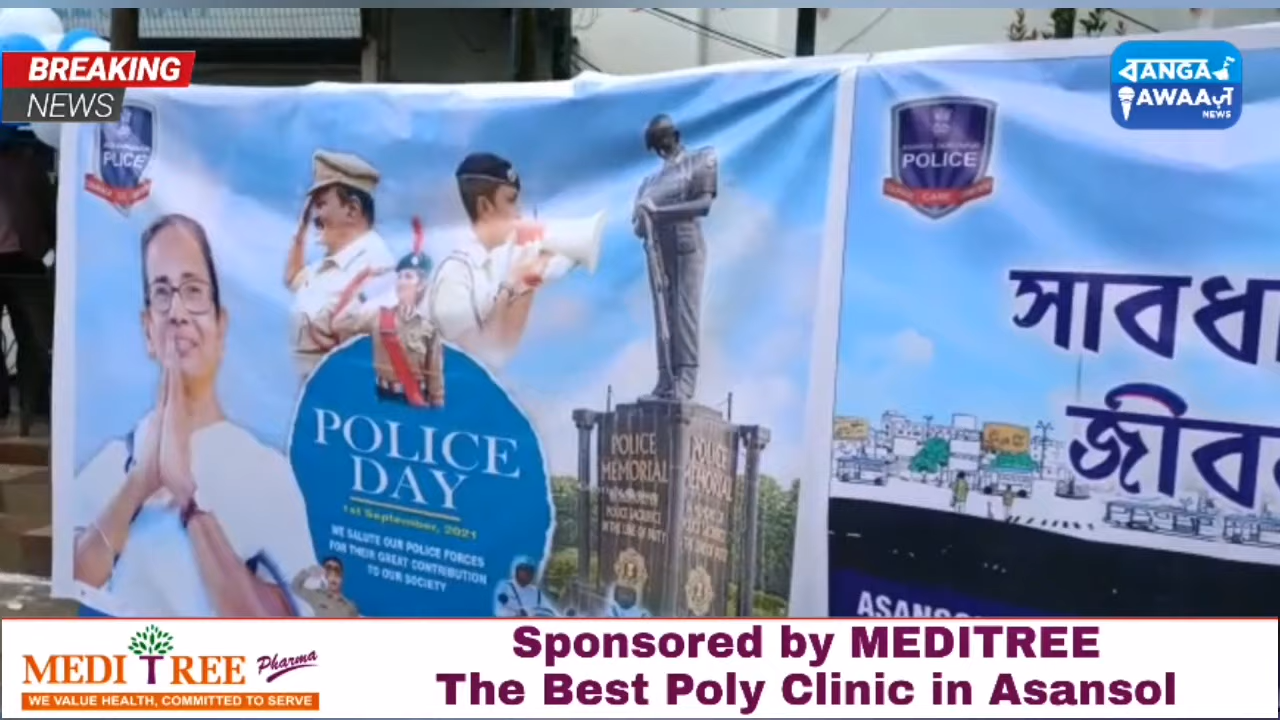 BREAKING
NEWS
BANGA
AWAAZ
NEWS
POLICE
POLICE
DAY
1st September, 2021
WE SALUTE OUR POLICE FORCES
FOR THEIR GREAT CONTRIBUTION
TO OUR SOCIETY
POLICE
MEMORIAL
POLICE
MEMORIAL
POLICE
সাবধা
জীব
MEDITREE Pharma
WE VALUE HEALTH, COMMITTED TO SERVE
Sponsored by MEDITREE
The Best Poly Clinic in Asansol